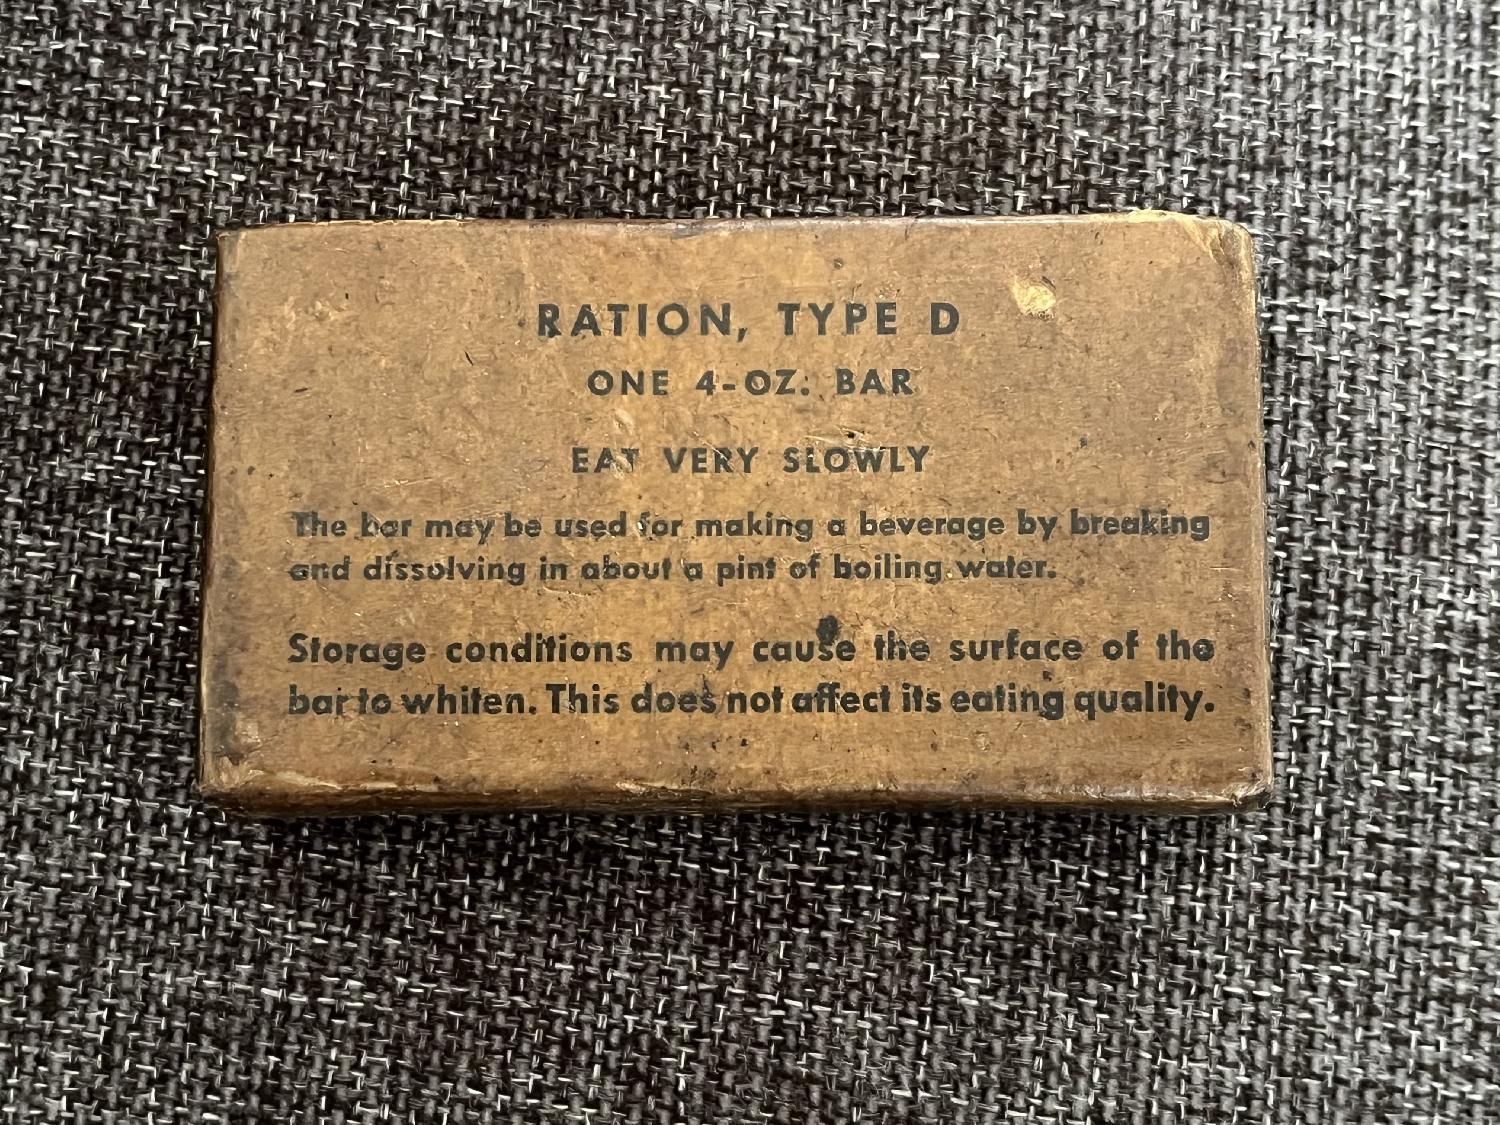 RATION, TYPE D
ONE 4-OZ. BAR
EAT VERY SLOWLY
The bar may be used for making a beverage by breaking
and dissolving in about a pint of boiling water.
Storage conditions may cause the surface of the
bar to whiten. This does not affect its eating quality.